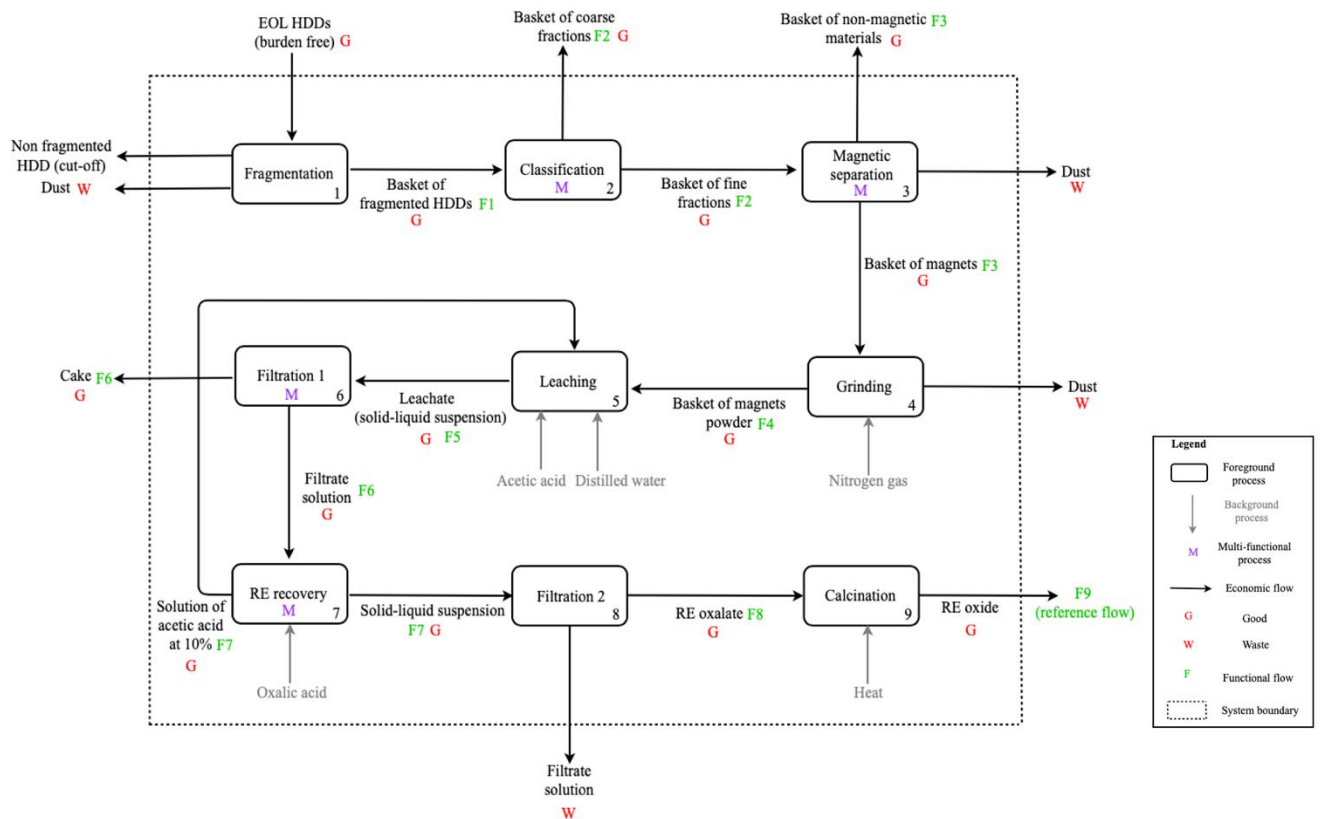 EOL HDDs
(burden free) G
Basket of coarse
fractions F2 G
Basket of non-magnetic F3
materials G
Non fragmented
HDD (cut-off)
Dust W
Fragmentation
1
Basket of
fragmented HDDs F1
G
Classification
M 2
Basket of fine
fractions F2
G
Magnetic
separation
M 3
Dust
W
Basket of magnets F3
G
Cake F6
G
Filtration 1
M 6
Leachate
(solid-liquid suspension)
G F5
Leaching
5
Basket of magnets
powder F4
G
Grinding
4
Dust
W
Acetic acid
Distilled water
Nitrogen gas
Filtrate
solution F6
G
Solution of
acetic acid
at 10% F7
G
RE recovery
M 7
Solid-liquid suspension
F7 G
Filtration 2
8
RE oxalate F8
G
Calcination
9
RE oxide
G
F9
(reference flow)
Oxalic acid
Heat
Filtrate
solution
W
Legend
Foreground
process
Background
process
M Multi-functional
process
Economic flow
G Good
W Waste
F Functional flow
System boundary